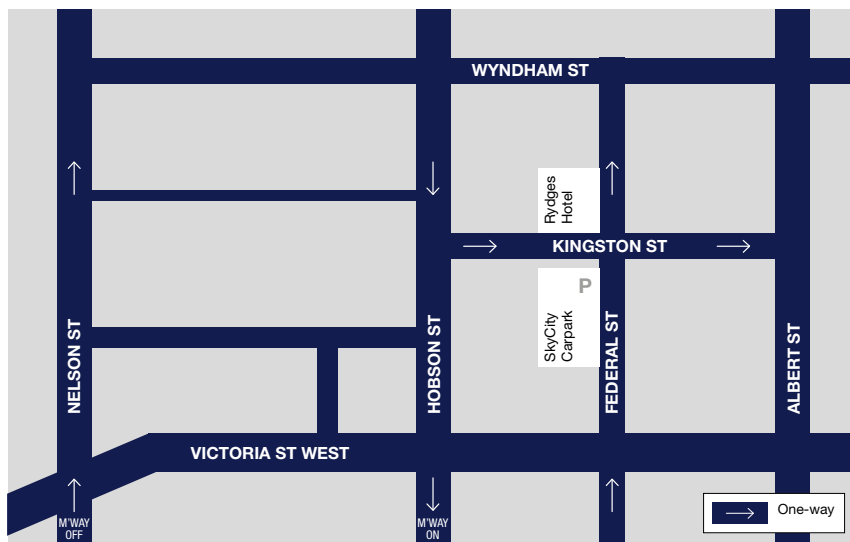 WYNDHAM ST
Rydges
Hotel
KINGSTON ST
P
SkyCity
Carpark
NELSON ST
HOBSON ST
FEDERAL ST
ALBERT ST
VICTORIA ST WEST
M'WAY
OFF
M'WAY
ON
One-way